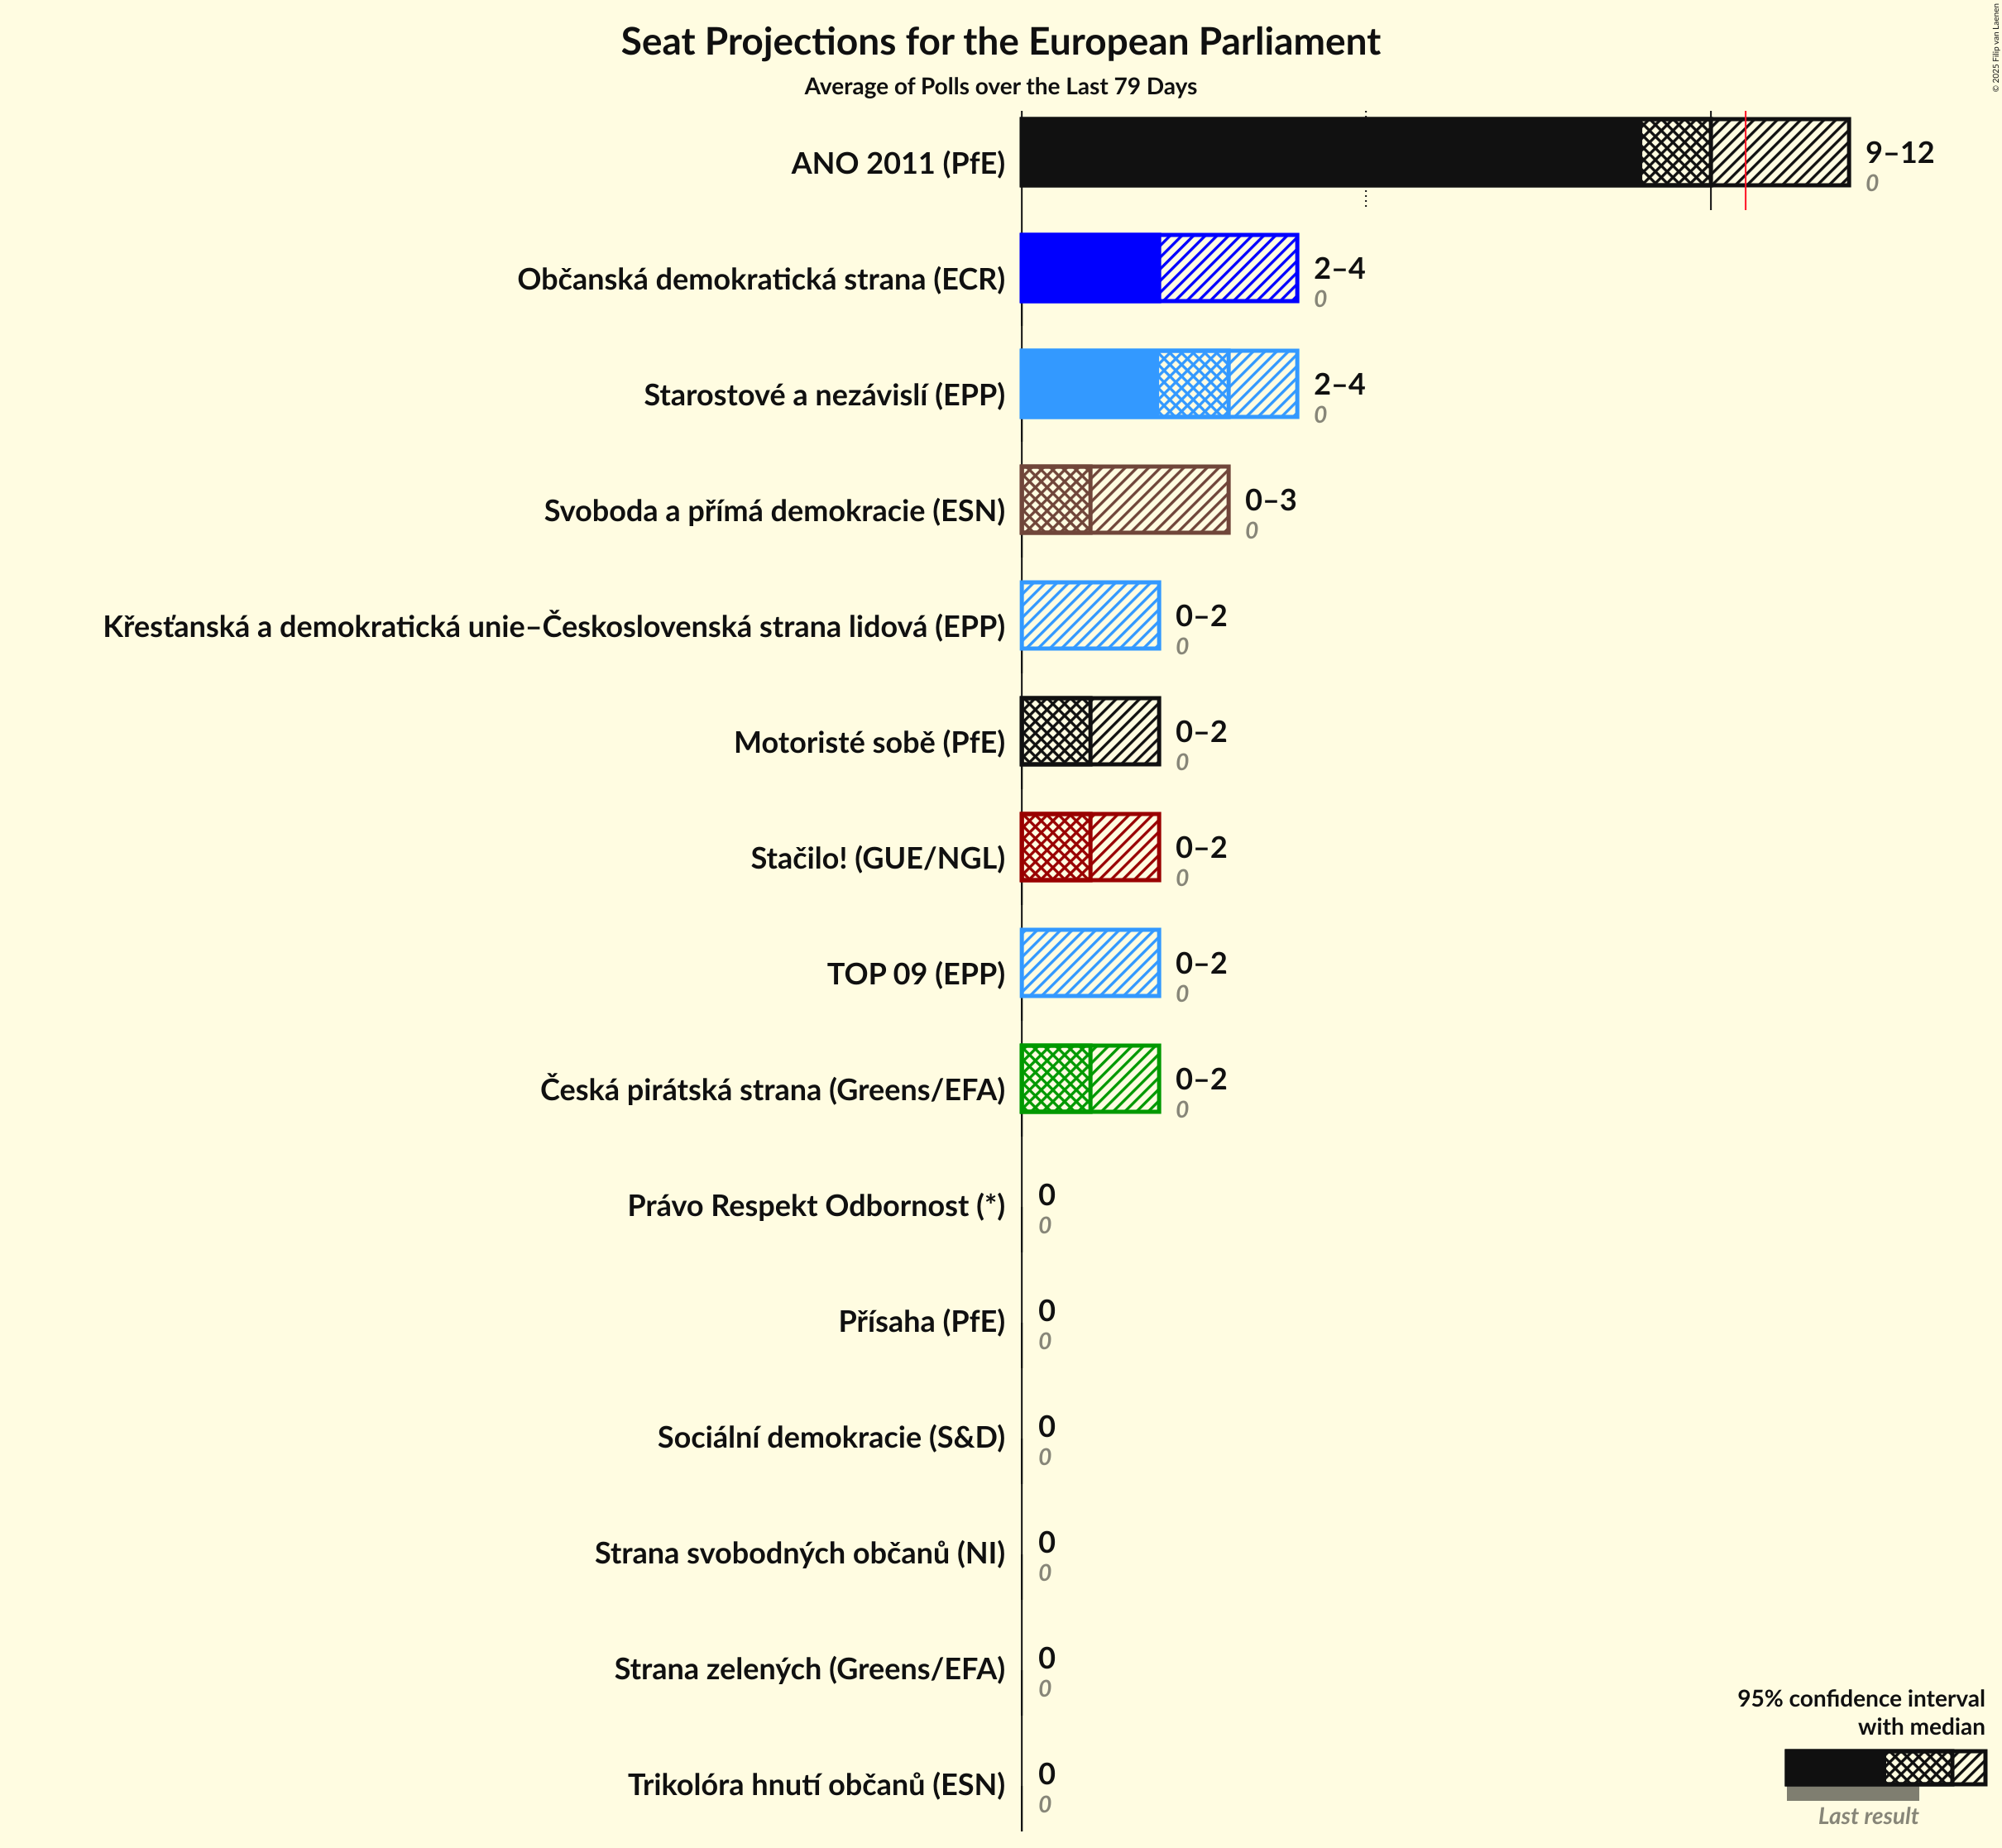 Seat Projections for the European Parliament
Average of Polls over the Last 79 Days
© 2025 Filip van Laenen
ANO 2011 (PfE)
9–12
0
Občanská demokratická strana (ECR)
2–4
0
Starostové a nezávislí (EPP)
2–4
0
Svoboda a přímá demokracie (ESN)
0–3
0
Křesťanská a demokratická unie–Československá strana lidová (EPP)
0–2
0
Motoristé sobě (PfE)
0–2
0
Stačilo! (GUE/NGL)
0–2
0
TOP 09 (EPP)
0–2
0
Česká pirátská strana (Greens/EFA)
0–2
0
Právo Respekt Odbornost (*)
0
0
Přísaha (PfE)
0
0
Sociální demokracie (S&D)
0
0
Strana svobodných občanů (NI)
0
0
Strana zelených (Greens/EFA)
0
0
Trikolóra hnutí občanů (ESN)
0
0
95% confidence interval
with median
Last result